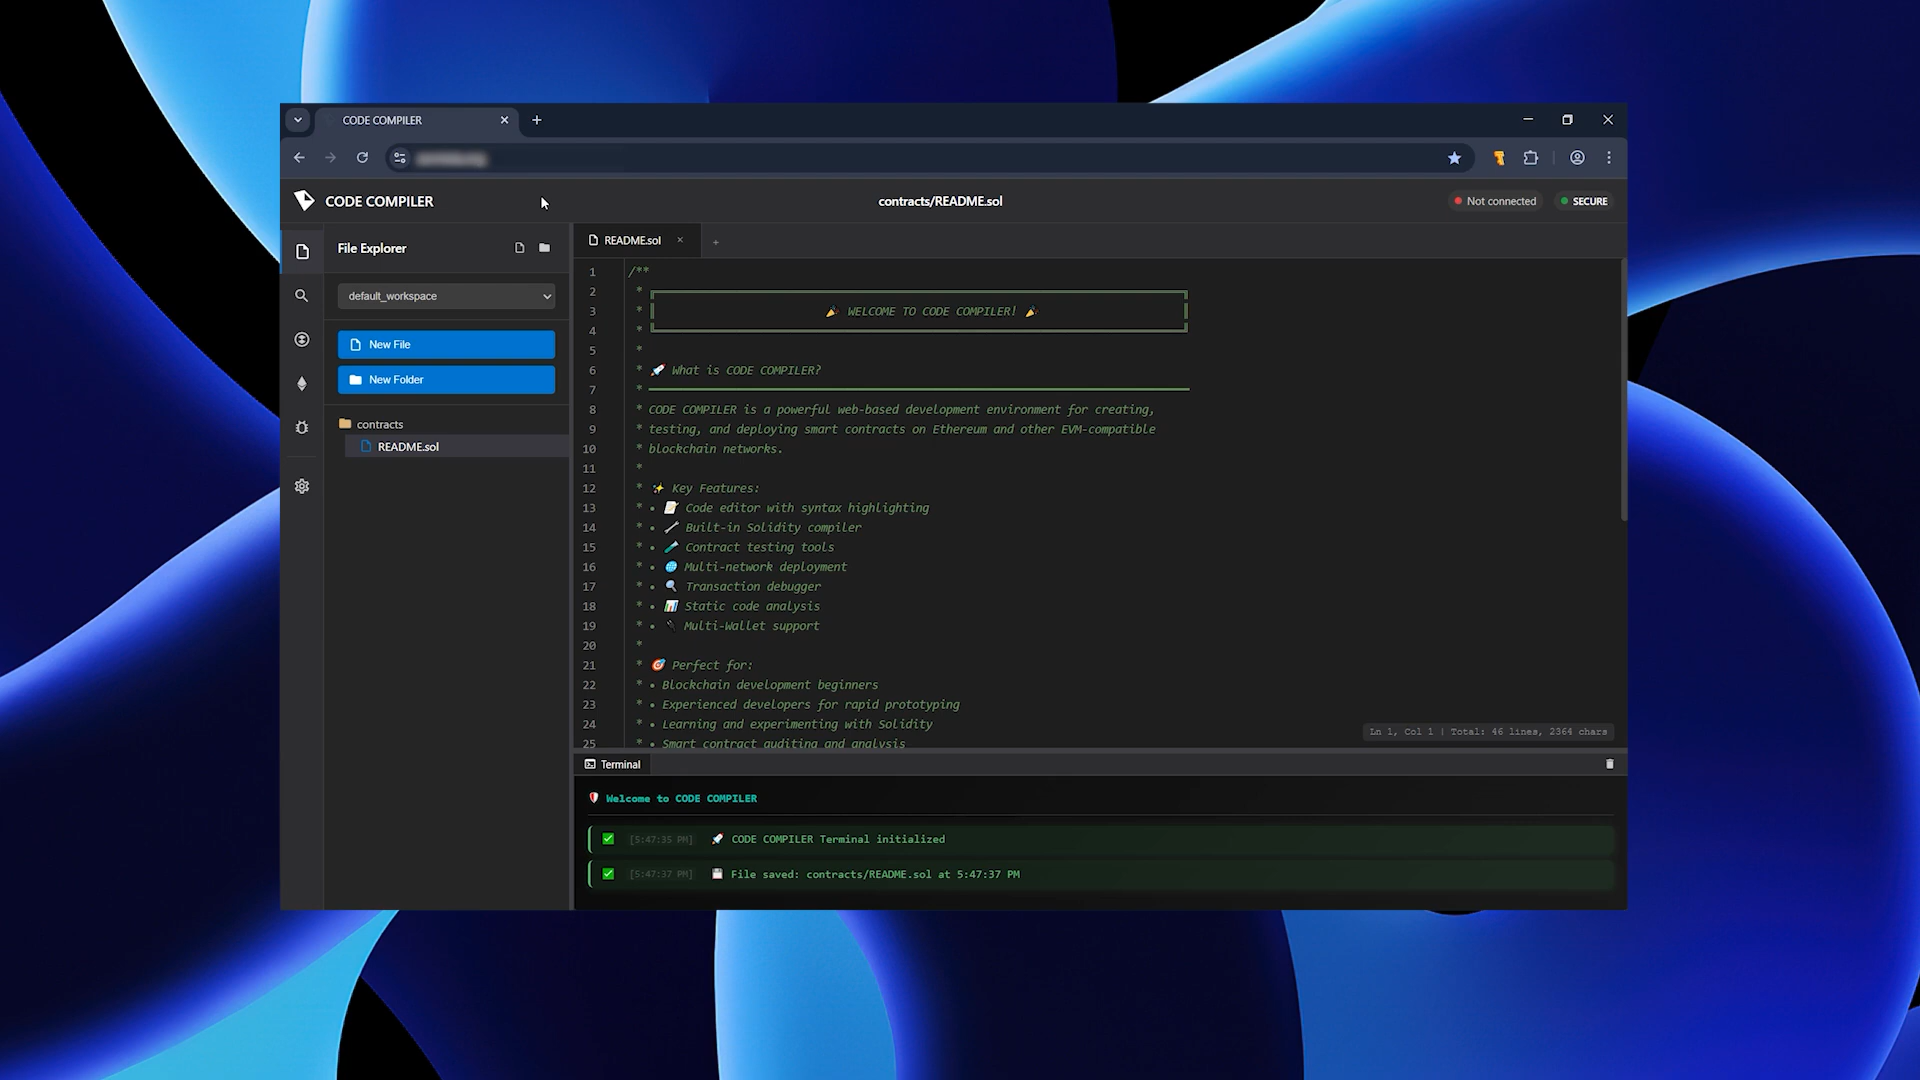 CODE COMPILER
CODE COMPILER
contracts/README.sol
Not connected
SECURE
File Explorer
default_workspace
New File
New Folder
contracts
README.sol
README.sol
1 /**
2 *
3 * 🎉 WELCOME TO CODE COMPILER! 🎉
4 *
5 *
6 * 🚀 What is CODE COMPILER?
7 *
8 * CODE COMPILER is a powerful web-based development environment for creating,
9 * testing, and deploying smart contracts on Ethereum and other EVM-compatible
10 * blockchain networks.
11 *
12 * ✨ Key Features:
13 * • 📝 Code editor with syntax highlighting
14 * • 🔧 Built-in Solidity compiler
15 * • 🧪 Contract testing tools
16 * • 🌐 Multi-network deployment
17 * • 🔍 Transaction debugger
18 * • 📊 Static code analysis
19 * • 🔌 Multi-Wallet support
20 *
21 * 🎯 Perfect for:
22 * • Blockchain development beginners
23 * • Experienced developers for rapid prototyping
24 * • Learning and experimenting with Solidity
25 * • Smart contract auditing and analysis
Ln 1, Col 1 | Total: 46 lines, 2364 chars
Terminal
Welcome to CODE COMPILER
[5:47:35 PM] 🚀 CODE COMPILER Terminal initialized
[5:47:37 PM] 💾 File saved: contracts/README.sol at 5:47:37 PM